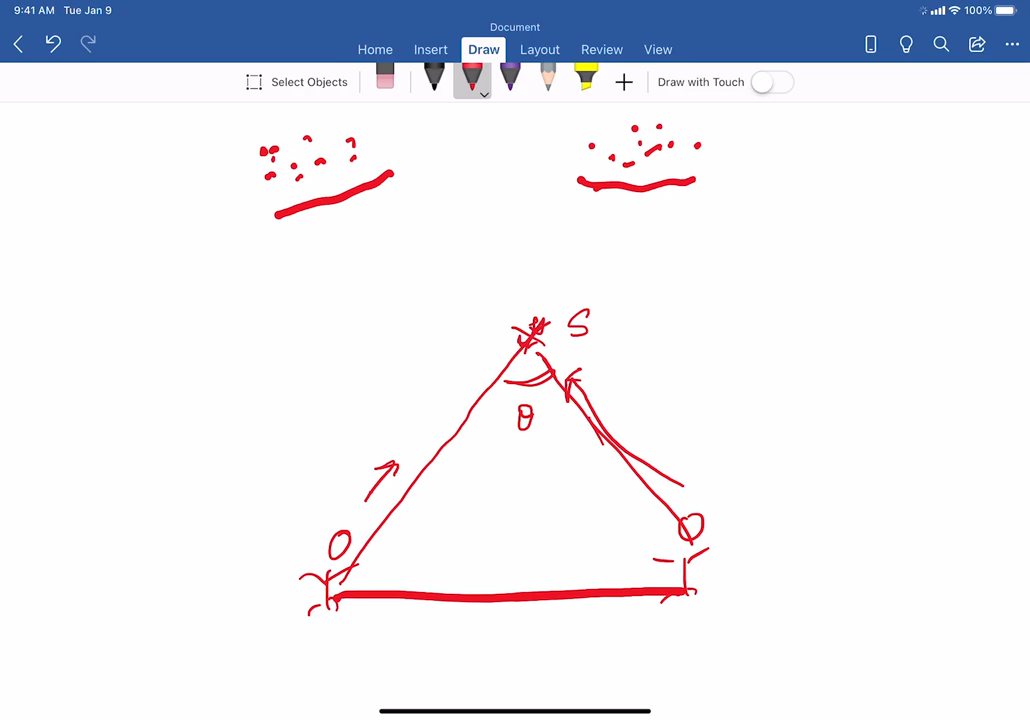 9:41 AM Tue Jan 9
100%
Document
Home Insert Draw Layout Review View
Select Objects
Draw with Touch
S
θ